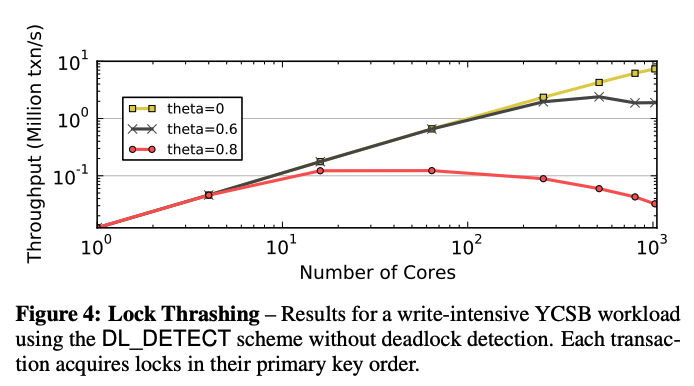 10^1
10^0
10^-1
Throughput (Million txn/s)
theta=0
theta=0.6
theta=0.8
10^0 10^1 10^2 10^3
Number of Cores
Figure 4: Lock Thrashing – Results for a write-intensive YCSB workload
using the DL_DETECT scheme without deadlock detection. Each transac-
tion acquires locks in their primary key order.